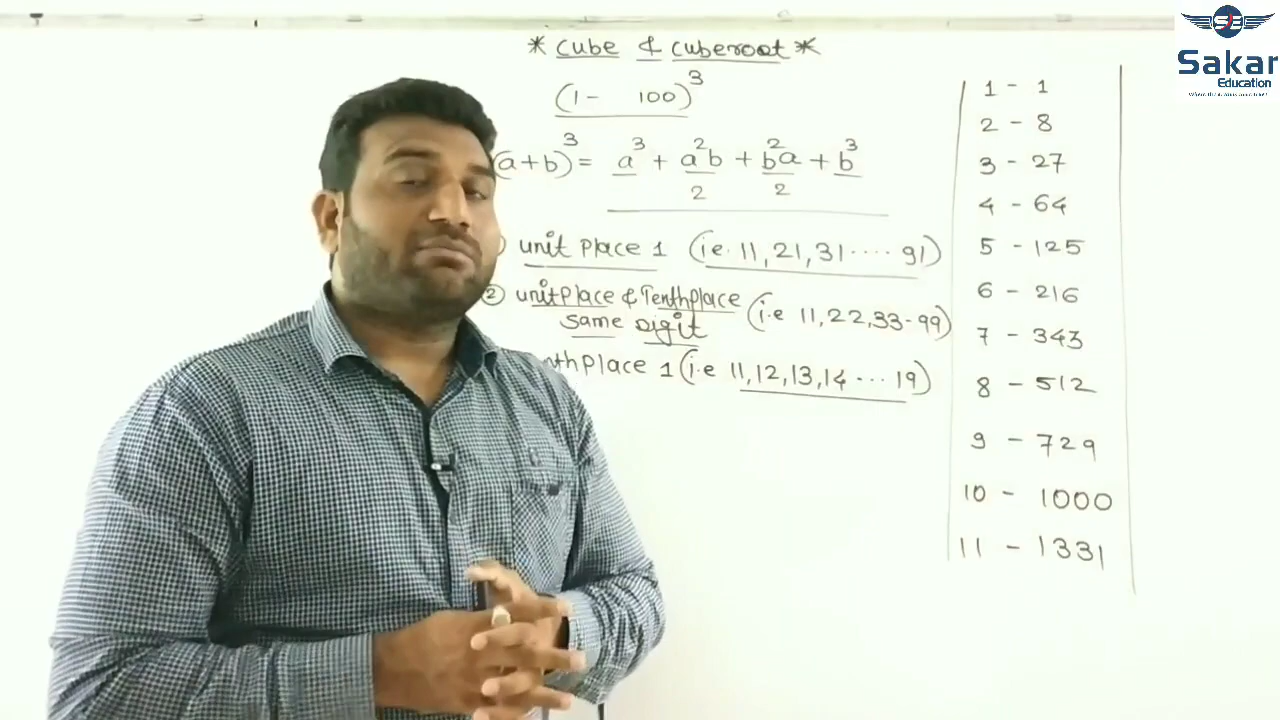 * Cube & cuberoot *
(1 - 100)³
(a+b)³ = a³ + a²b + b²a + b³
2 2
unit place 1 (i.e. 11, 21, 31 ····· 91)
② unitplace & Tenthplace
same Digit (i.e 11,22,33-99)
nthplace 1 (i.e 11,12,13,14 ··· 19)
1 - 1
2 - 8
3 - 27
4 - 64
5 - 125
6 - 216
7 - 343
8 - 512
9 - 729
10 - 1000
11 - 1331
SE
Sakar
Education